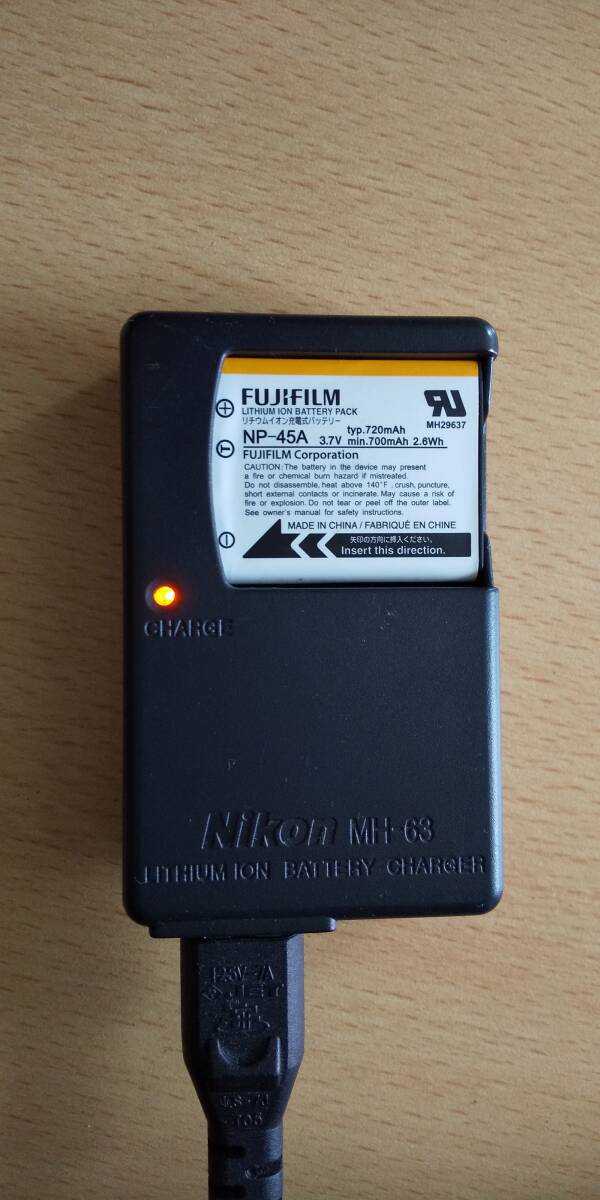 FUJIFILM
LITHIUM ION BATTERY PACK
リチウムイオン充電式バッテリー
NP-45A 3.7V typ.720mAh min.700mAh 2.6Wh
MH29637
FUJIFILM Corporation
CAUTION: The battery in the device may present
a fire or chemical burn hazard if mistreated.
Do not disassemble, heat above 140°F, crush, puncture,
short external contacts or incinerate. May cause a risk of
fire or explosion. Do not tear or peel off the outer label.
See owner's manual for safety instructions.
MADE IN CHINA / FABRIQUÉ EN CHINE
矢印の方向に挿入ください。
Insert this direction.
+
T
−
CHARGE
Nikon MH-63
LITHIUM ION BATTERY CHARGER
125V-7A
JET